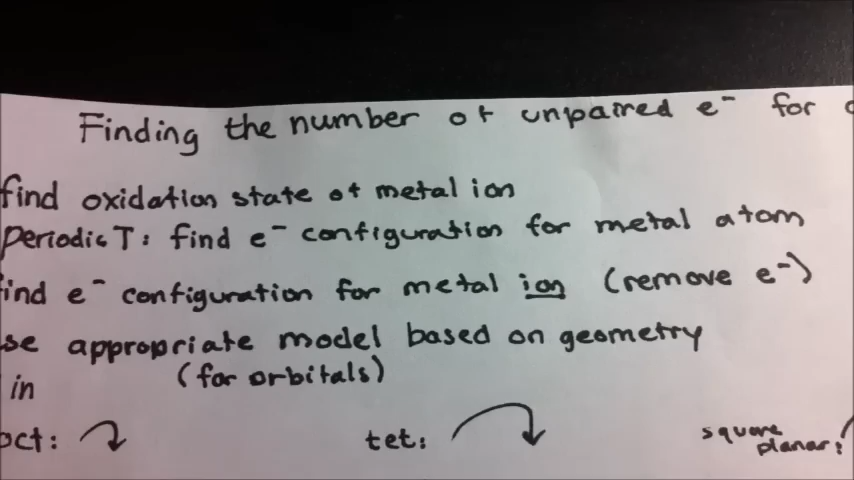 Finding the number of unpaired e⁻ for
find oxidation state of metal ion
Periodic T: find e⁻ configuration for metal atom
ind e⁻ configuration for metal ion (remove e⁻)
se appropriate model based on geometry
in (for orbitals)
oct: tet: square planar: